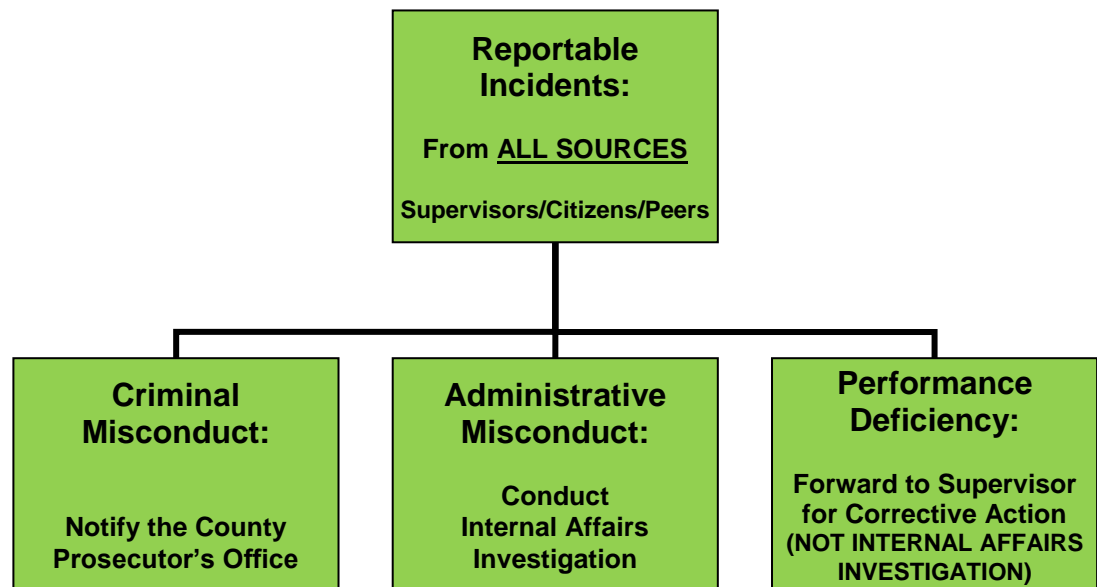 Reportable
Incidents:
From ALL SOURCES
Supervisors/Citizens/Peers
Criminal
Misconduct:
Notify the County
Prosecutor's Office
Administrative
Misconduct:
Conduct
Internal Affairs
Investigation
Performance
Deficiency:
Forward to Supervisor
for Corrective Action
(NOT INTERNAL AFFAIRS
INVESTIGATION)